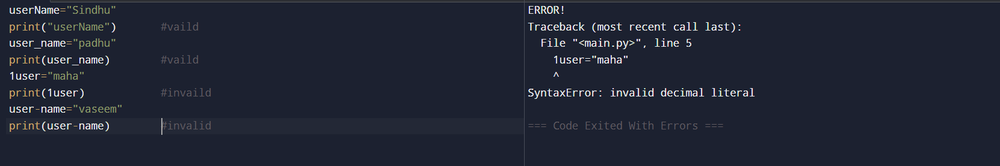 userName="Sindhu"
print("userName")       #vaild
user_name="padhu"
print(user_name)        #vaild
1user="maha"
print(1user)            #invaild
user-name="vaseem"
print(user-name)        #invalid
ERROR!
Traceback (most recent call last):
  File "<main.py>", line 5
    1user="maha"
    ^
SyntaxError: invalid decimal literal
=== Code Exited With Errors ===